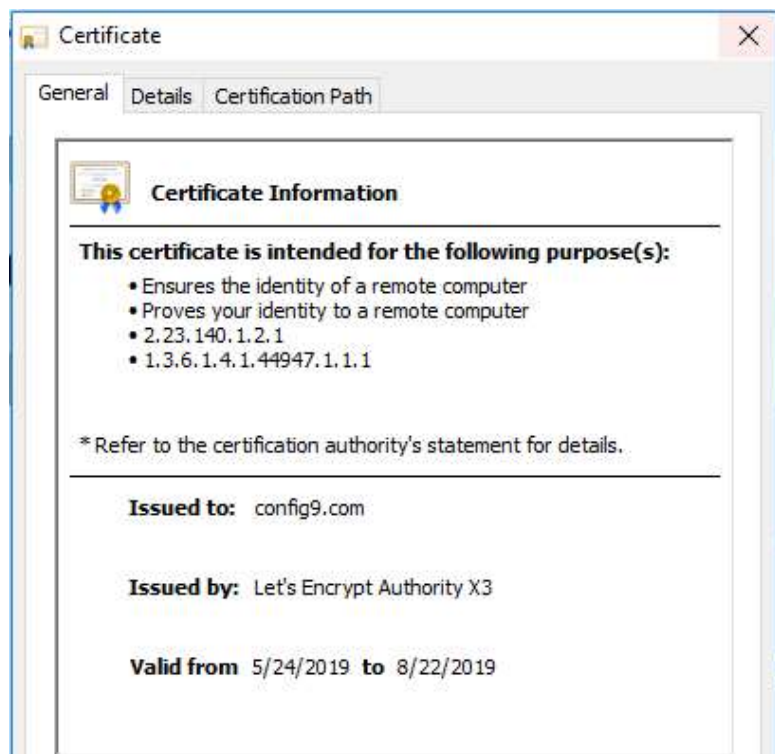 Certificate
General Details Certification Path
Certificate Information
This certificate is intended for the following purpose(s):
• Ensures the identity of a remote computer
• Proves your identity to a remote computer
• 2.23.140.1.2.1
• 1.3.6.1.4.1.44947.1.1.1
* Refer to the certification authority's statement for details.
Issued to: config9.com
Issued by: Let's Encrypt Authority X3
Valid from 5/24/2019 to 8/22/2019